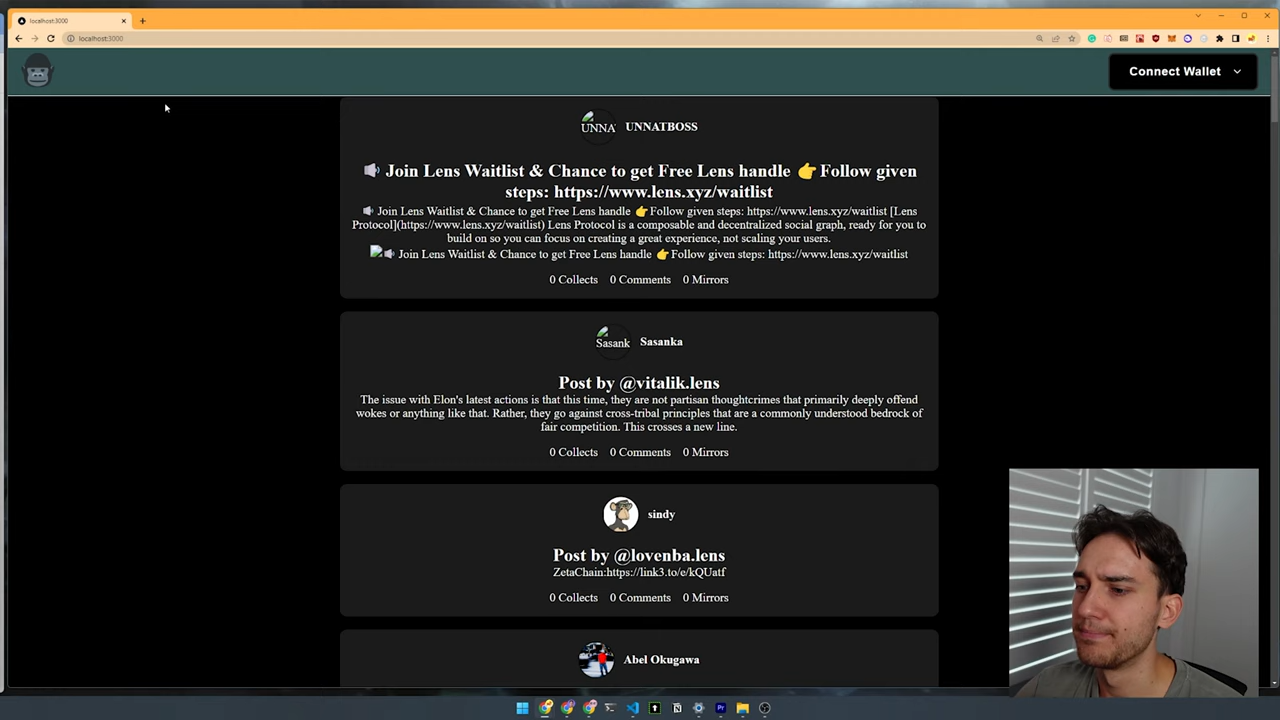 localhost:3000
localhost:3000
Connect Wallet
UNNA
UNNATBOSS
📢 Join Lens Waitlist & Chance to get Free Lens handle 👉Follow given
steps: https://www.lens.xyz/waitlist
📢 Join Lens Waitlist & Chance to get Free Lens handle 👉Follow given steps: https://www.lens.xyz/waitlist [Lens
Protocol](https://www.lens.xyz/waitlist) Lens Protocol is a composable and decentralized social graph, ready for you to
build on so you can focus on creating a great experience, not scaling your users.
📢 Join Lens Waitlist & Chance to get Free Lens handle 👉Follow given steps: https://www.lens.xyz/waitlist
0 Collects 0 Comments 0 Mirrors
Sasank
Sasanka
Post by @vitalik.lens
The issue with Elon's latest actions is that this time, they are not partisan thoughtcrimes that primarily deeply offend
wokes or anything like that. Rather, they go against cross-tribal principles that are a commonly understood bedrock of
fair competition. This crosses a new line.
0 Collects 0 Comments 0 Mirrors
sindy
Post by @lovenba.lens
ZetaChain:https://link3.to/e/kQUatf
0 Collects 0 Comments 0 Mirrors
Abel Okugawa